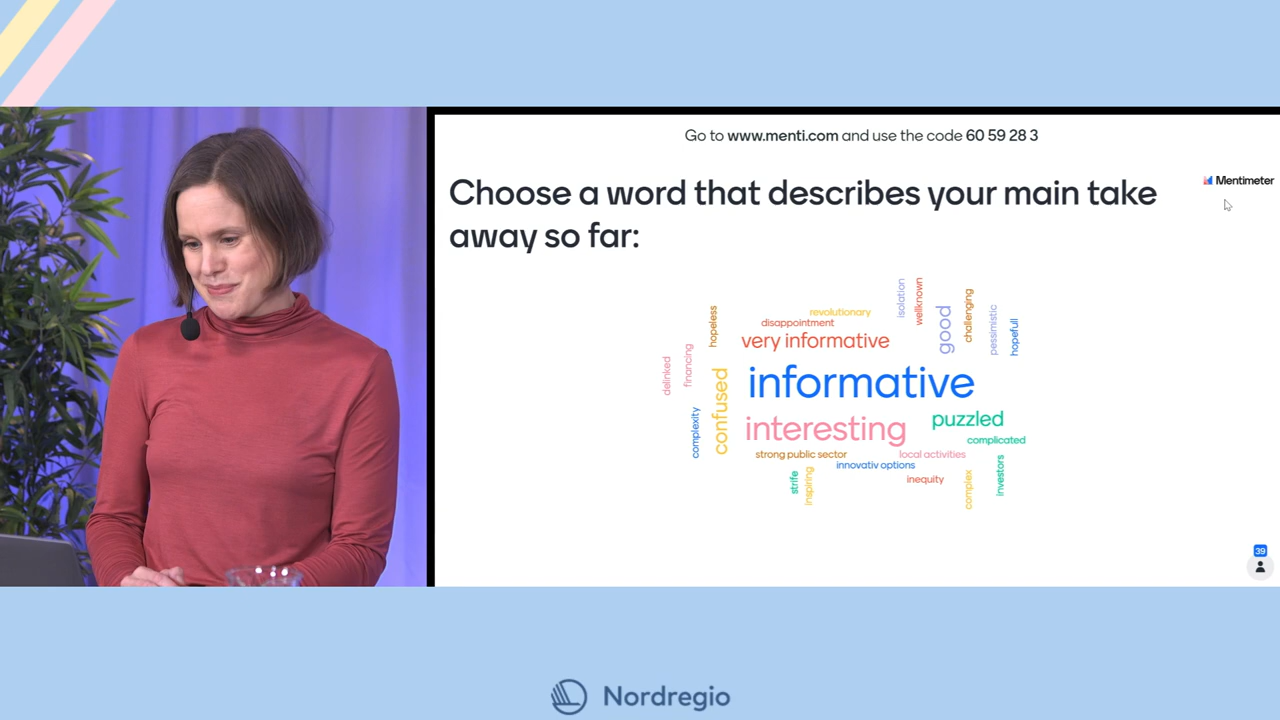 Go to www.menti.com and use the code 60 59 28 3
Mentimeter
Choose a word that describes your main take
away so far:
isolation
wellknown
revolutionary
hopeless
disappointment
good
challenging
pessimistic
hopefull
very informative
delinked
financing
confused
informative
interesting
puzzled
complexity
complicated
strong public sector
local activities
innovativ options
strife
inspiring
inequity
complex
investors
39
Nordregio